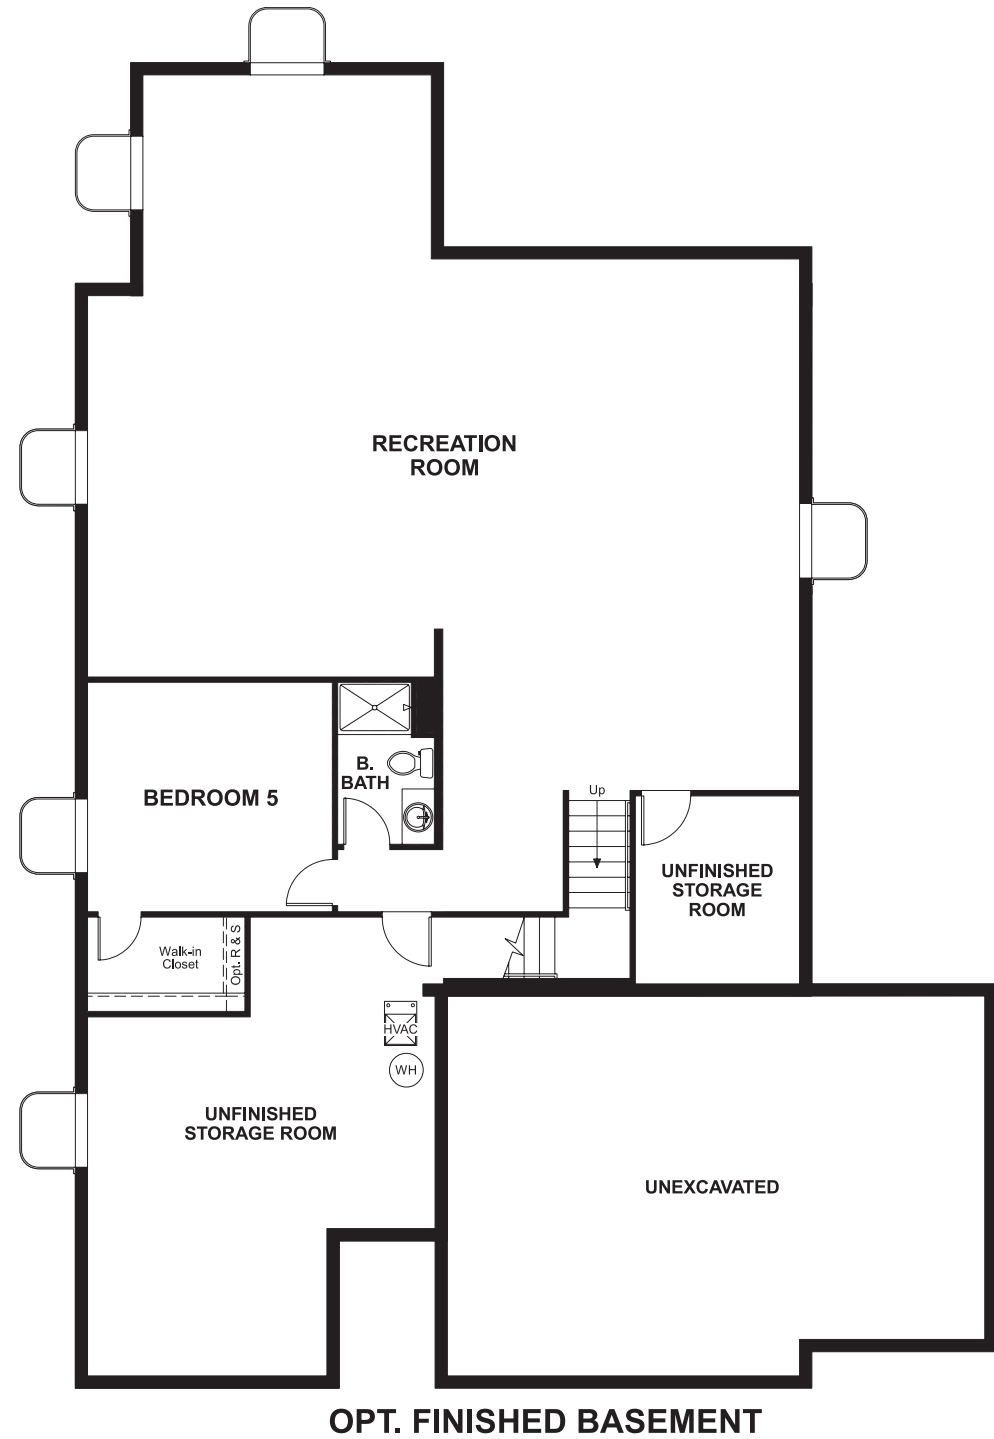 RECREATION
ROOM
B.
BATH
BEDROOM 5
Up
UNFINISHED
STORAGE
ROOM
Walk-in
Closet
Opt. R & S
HVAC
WH
UNFINISHED
STORAGE ROOM
UNEXCAVATED
OPT. FINISHED BASEMENT